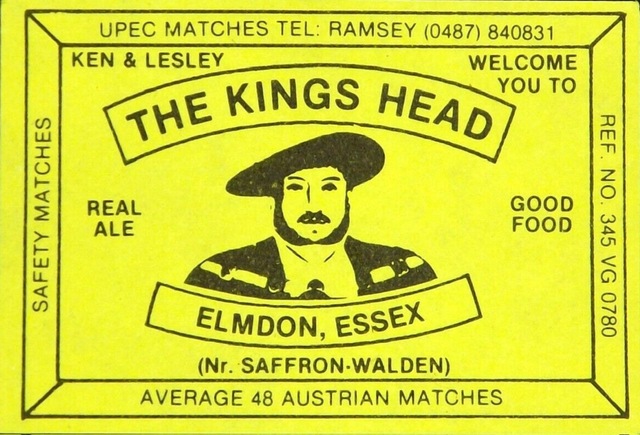 UPEC MATCHES TEL: RAMSEY (0487) 840831
KEN & LESLEY
WELCOME
YOU TO
THE KINGS HEAD
SAFETY MATCHES
REAL
ALE
GOOD
FOOD
REF. NO. 345 VG 0780
ELMDON, ESSEX
(Nr. SAFFRON-WALDEN)
AVERAGE 48 AUSTRIAN MATCHES